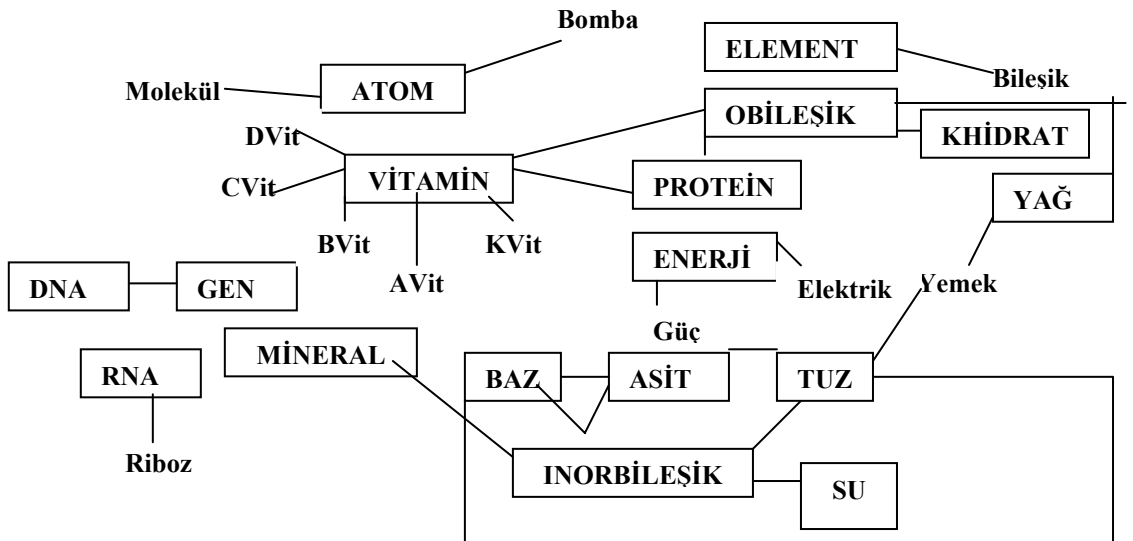 Bomba
ELEMENT
Molekül
ATOM
Bileşik
OBİLEŞİK
KHİDRAT
DVit
CVit
VİTAMİN
PROTEİN
YAĞ
BVit
KVit
ENERJİ
DNA
GEN
AVit
Elektrik
Yemek
Güç
MİNERAL
RNA
BAZ
ASİT
TUZ
Riboz
INORBİLEŞİK
SU